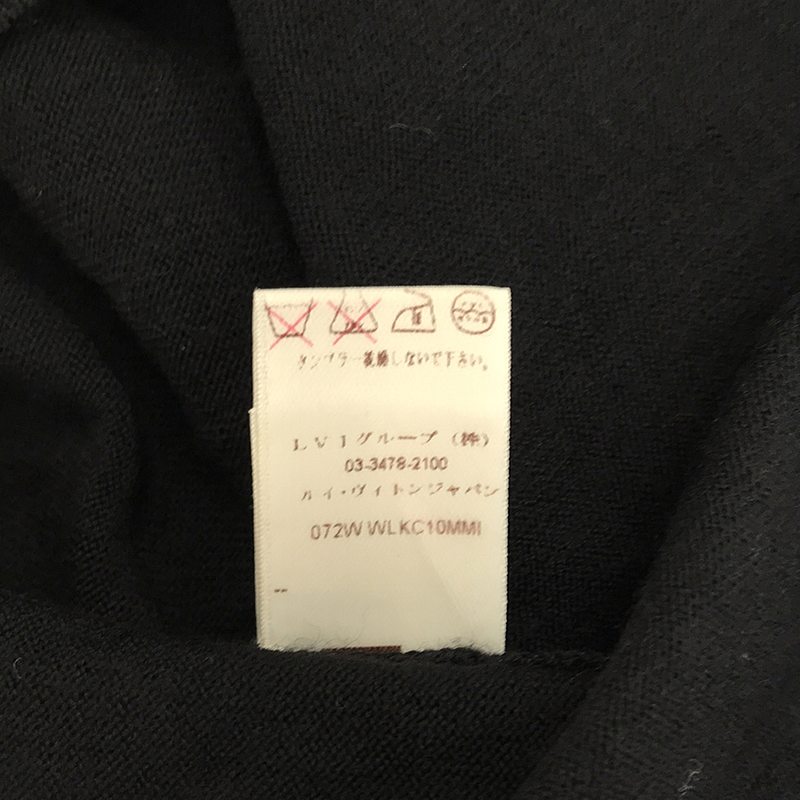 タンブラー乾燥しないで下さい。
LVJグループ(株)
03-3478-2100
ルイ・ヴィトンジャパン
072W WLKC10MMI